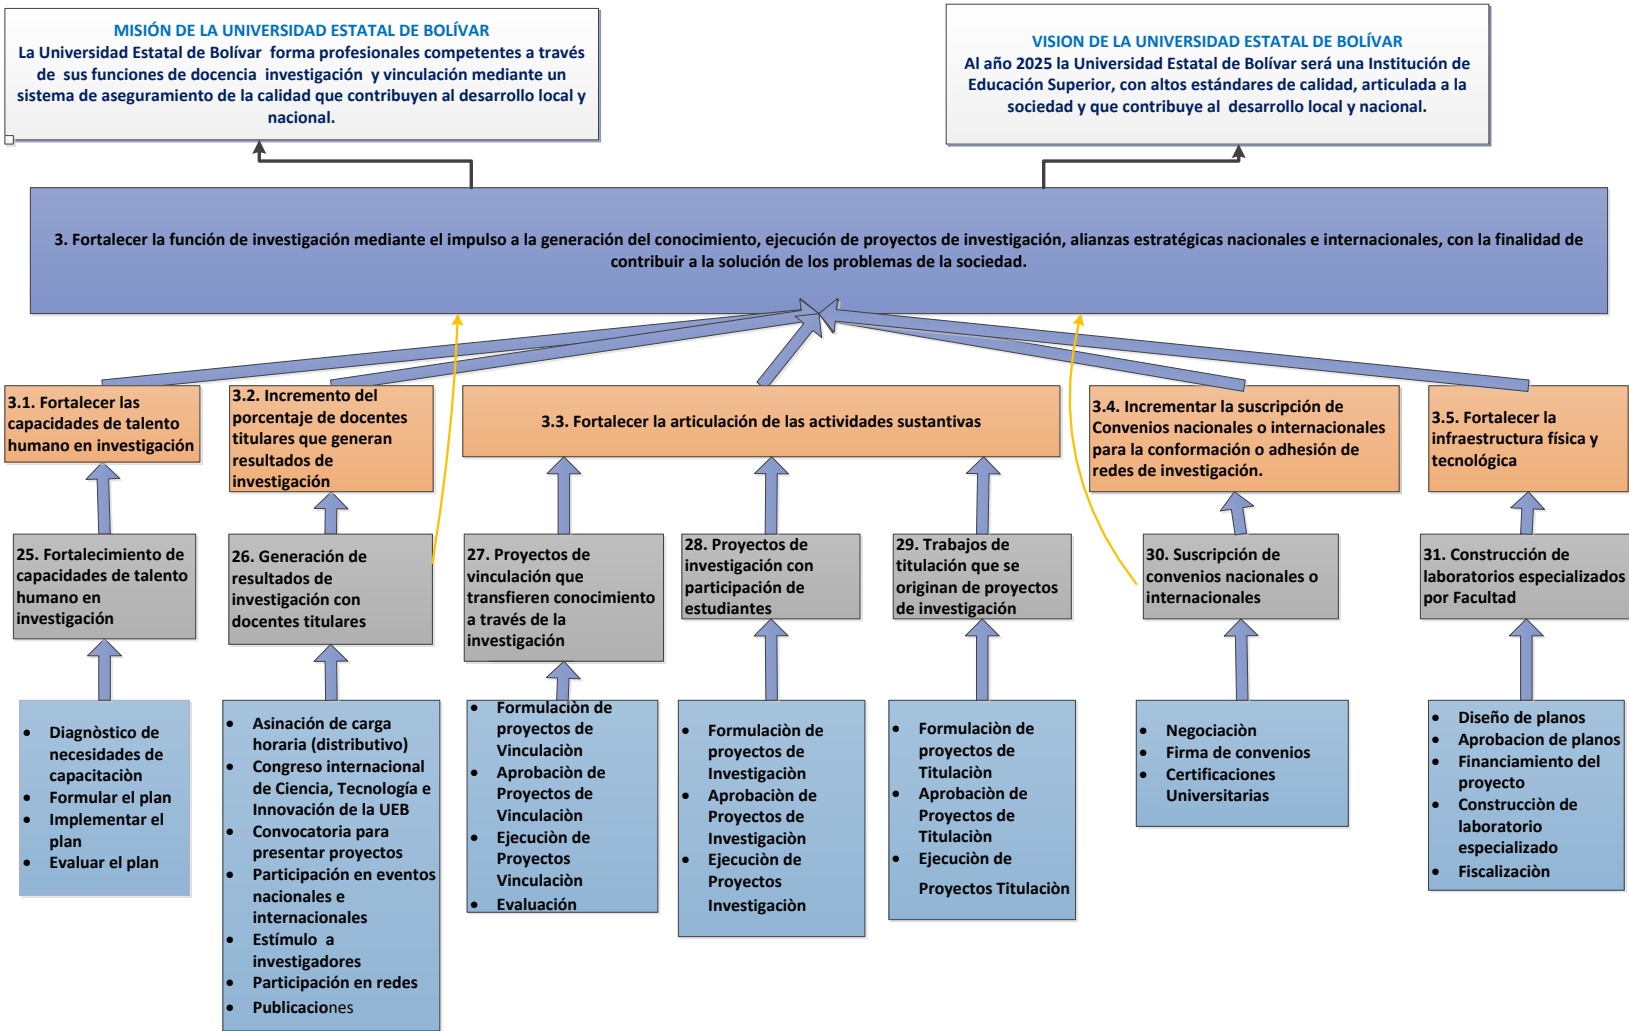 MISIÓN DE LA UNIVERSIDAD ESTATAL DE BOLÍVAR
La Universidad Estatal de Bolívar  forma profesionales competentes a través
de  sus funciones de docencia  investigación  y vinculación mediante un
sistema de aseguramiento de la calidad que contribuyen al desarrollo local y
nacional.
VISION DE LA UNIVERSIDAD ESTATAL DE BOLÍVAR
Al año 2025 la Universidad Estatal de Bolívar será una Institución de
Educación Superior, con altos estándares de calidad, articulada a la
sociedad y que contribuye al  desarrollo local y nacional.
3. Fortalecer la función de investigación mediante el impulso a la generación del conocimiento, ejecución de proyectos de investigación, alianzas estratégicas nacionales e internacionales, con la finalidad de
contribuir a la solución de los problemas de la sociedad.
3.1. Fortalecer las
capacidades de talento
humano en investigación
3.2. Incremento del
porcentaje de docentes
titulares que generan
resultados de
investigación
3.3. Fortalecer la articulación de las actividades sustantivas
3.4. Incrementar la suscripción de
Convenios nacionales o internacionales
para la conformación o adhesión de
redes de investigación.
3.5. Fortalecer la
infraestructura física y
tecnológica
25. Fortalecimiento de
capacidades de talento
humano en
investigación
26. Generación de
resultados de
investigación con
docentes titulares
27. Proyectos de
vinculación que
transfieren conocimiento
a través de la
investigación
28. Proyectos de
investigación con
participación de
estudiantes
29. Trabajos de
titulación que se
originan de proyectos
de investigación
30. Suscripción de
convenios nacionales o
internacionales
31. Construcción de
laboratorios especializados
por Facultad
• Diagnòstico de
necesidades de
capacitaciòn
• Formular el plan
• Implementar el
plan
• Evaluar el plan
• Asinación de carga
horaria (distributivo)
• Congreso internacional
de Ciencia, Tecnología e
Innovación de la UEB
• Convocatoria para
presentar proyectos
• Participación en eventos
nacionales e
internacionales
• Estímulo  a
investigadores
• Participación en redes
• Publicaciones
• Formulaciòn de
proyectos de
Vinculaciòn
• Aprobaciòn de
Proyectos de
Vinculaciòn
• Ejecuciòn de
Proyectos
Vinculaciòn
• Evaluación
• Formulaciòn de
proyectos de
Investigaciòn
• Aprobaciòn de
Proyectos de
Investigaciòn
• Ejecuciòn de
Proyectos
Investigaciòn
• Formulaciòn de
proyectos de
Titulaciòn
• Aprobaciòn de
Proyectos de
Titulaciòn
• Ejecuciòn de
Proyectos Titulaciòn
• Negociaciòn
• Firma de convenios
• Certificaciones
Universitarias
• Diseño de planos
• Aprobacion de planos
• Financiamiento del
proyecto
• Construcciòn de
laboratorio
especializado
• Fiscalizaciòn